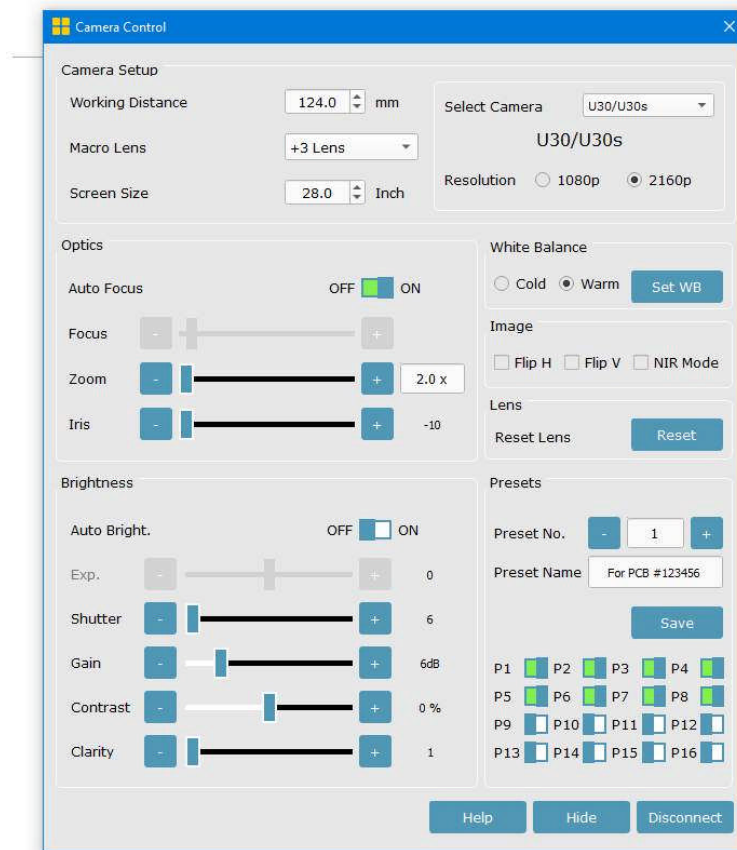 Camera Control
Camera Setup
Working Distance 124.0 mm
Macro Lens +3 Lens
Screen Size 28.0 Inch
Select Camera U30/U30s
U30/U30s
Resolution 1080p 2160p
Optics
Auto Focus OFF ON
Focus - +
Zoom - + 2.0 x
Iris - + -10
White Balance
Cold Warm Set WB
Image
Flip H Flip V NIR Mode
Lens
Reset Lens Reset
Brightness
Auto Bright. OFF ON
Exp. - + 0
Shutter - + 6
Gain - + 6dB
Contrast - + 0 %
Clarity - + 1
Presets
Preset No. - 1 +
Preset Name For PCB #123456
Save
P1 P2 P3 P4
P5 P6 P7 P8
P9 P10 P11 P12
P13 P14 P15 P16
Help Hide Disconnect